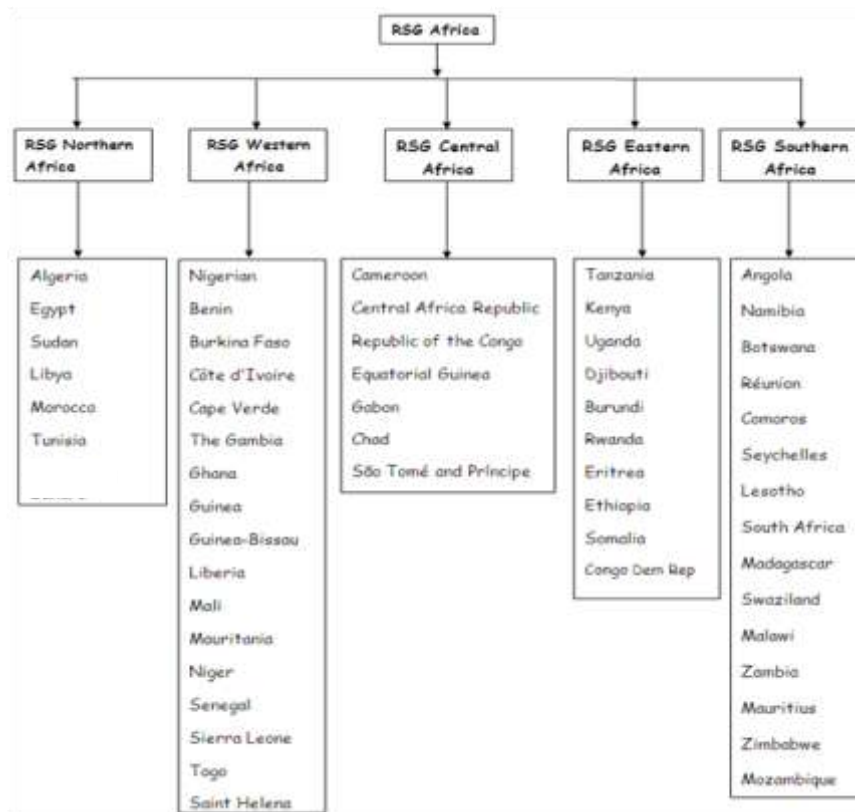 RSG Africa
RSG Northern
Africa
RSG Western
Africa
RSG Central
Africa
RSG Eastern
Africa
RSG Southern
Africa
Algeria
Egypt
Sudan
Libya
Morocco
Tunisia
Nigerian
Benin
Burkina Faso
Côte d'Ivoire
Cape Verde
The Gambia
Ghana
Guinea
Guinea-Bissau
Liberia
Mali
Mauritania
Niger
Senegal
Sierra Leone
Togo
Saint Helena
Cameroon
Central Africa Republic
Republic of the Congo
Equatorial Guinea
Gabon
Chad
São Tomé and Príncipe
Tanzania
Kenya
Uganda
Djibouti
Burundi
Rwanda
Eritrea
Ethiopia
Somalia
Congo Dem Rep
Angola
Namibia
Botswana
Réunion
Comoros
Seychelles
Lesotho
South Africa
Madagascar
Swaziland
Malawi
Zambia
Mauritius
Zimbabwe
Mozambique